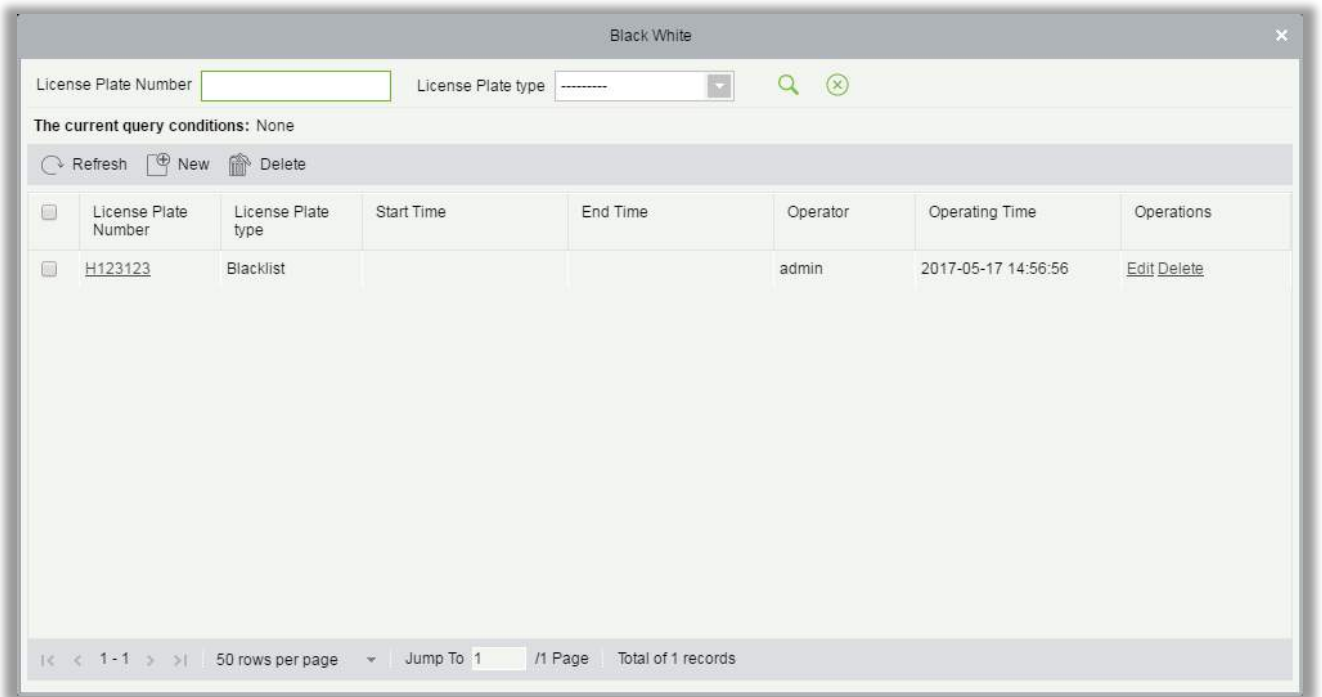 Black White
License Plate Number License Plate type ---------
The current query conditions: None
Refresh New Delete
License Plate Number License Plate type Start Time End Time Operator Operating Time Operations
H123123 Blacklist admin 2017-05-17 14:56:56 Edit Delete
1 - 1 50 rows per page Jump To 1 /1 Page Total of 1 records